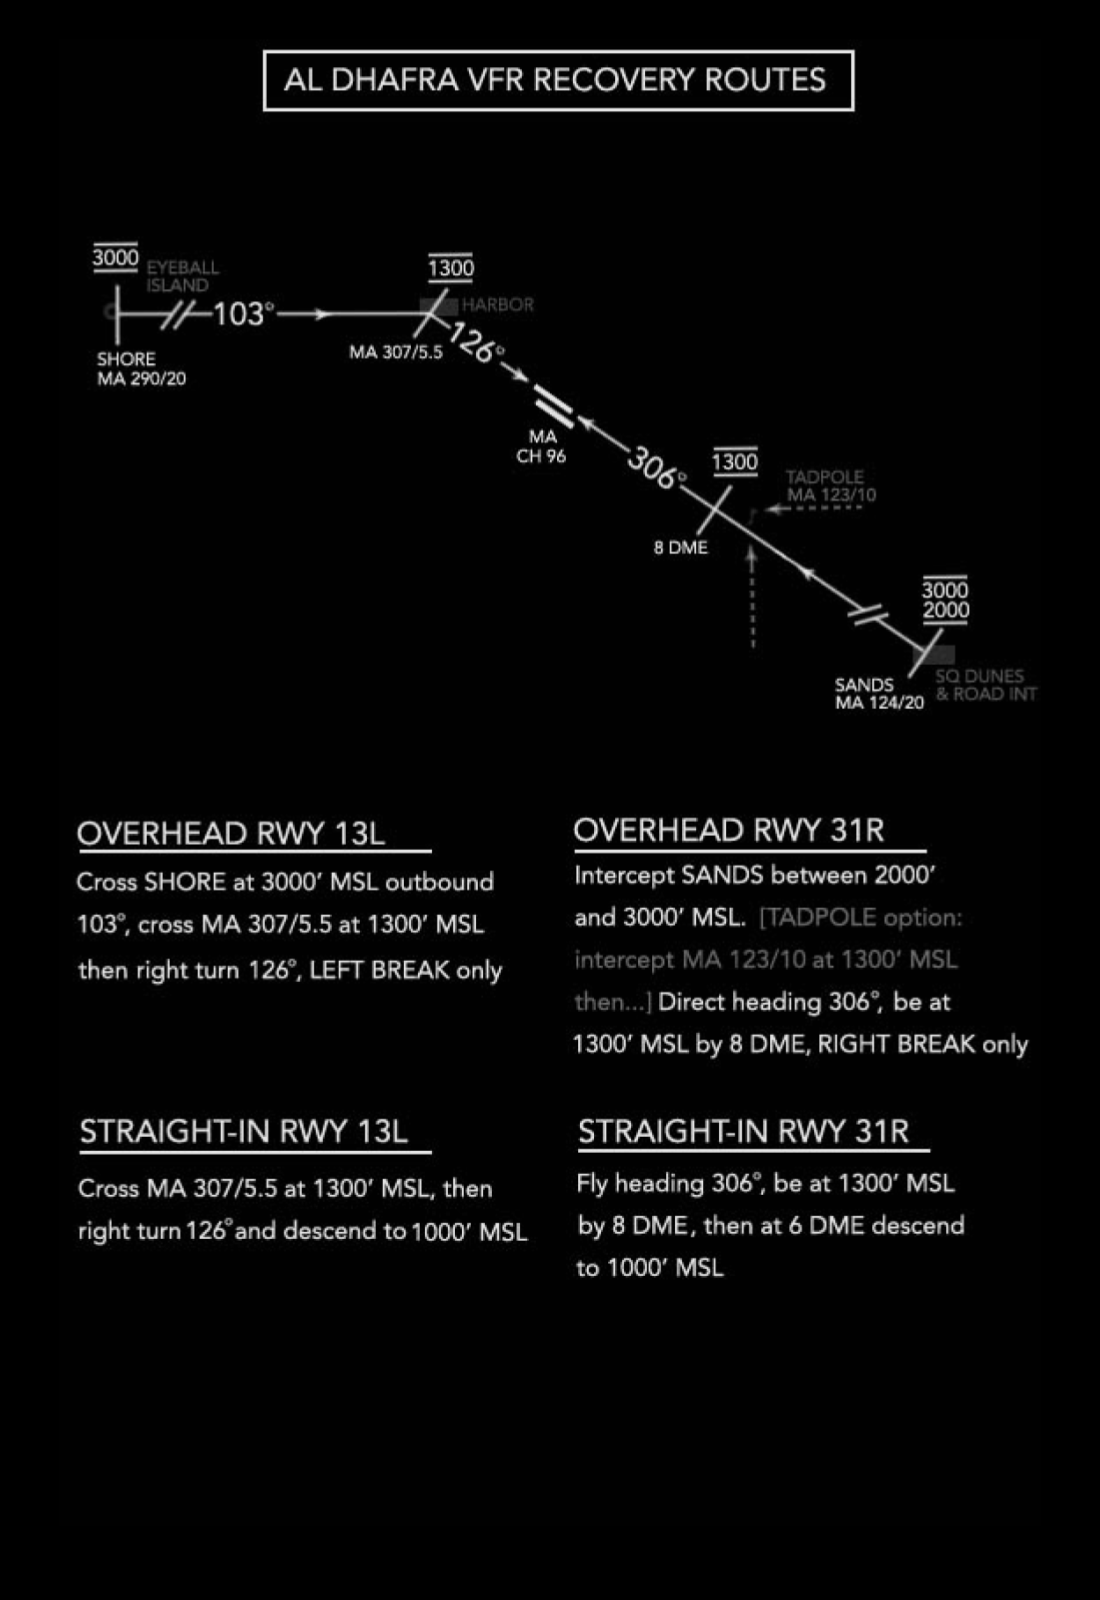 AL DHAFRA VFR RECOVERY ROUTES
3000
EYEBALL
ISLAND
103°
SHORE
MA 290/20
1300
HARBOR
MA 307/5.5
126°
MA
CH 96
306°
1300
TADPOLE
MA 123/10
8 DME
3000
2000
SANDS
MA 124/20
SQ DUNES
& ROAD INT
OVERHEAD RWY 13L
Cross SHORE at 3000' MSL outbound
103°, cross MA 307/5.5 at 1300' MSL
then right turn 126°, LEFT BREAK only
OVERHEAD RWY 31R
Intercept SANDS between 2000'
and 3000' MSL. [TADPOLE option:
intercept MA 123/10 at 1300' MSL
then...] Direct heading 306°, be at
1300' MSL by 8 DME, RIGHT BREAK only
STRAIGHT-IN RWY 13L
Cross MA 307/5.5 at 1300' MSL, then
right turn 126° and descend to 1000' MSL
STRAIGHT-IN RWY 31R
Fly heading 306°, be at 1300' MSL
by 8 DME, then at 6 DME descend
to 1000' MSL